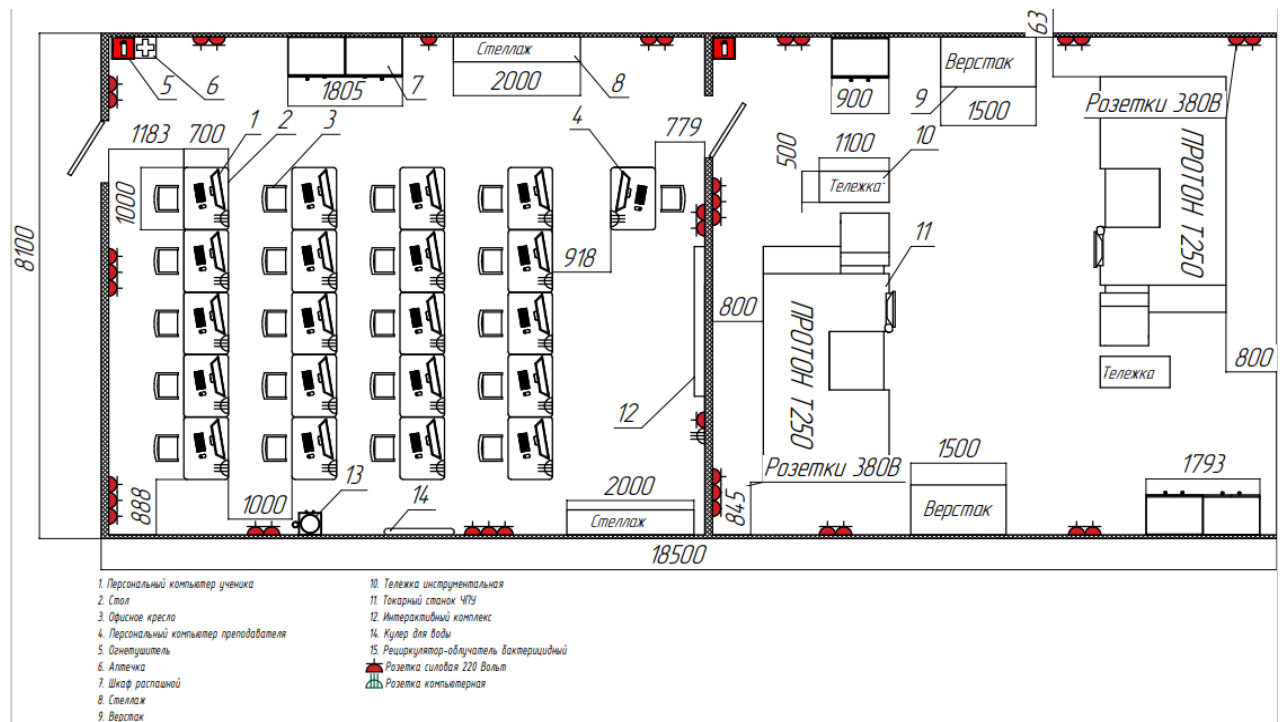 63
Стеллаж
Верстак
5
6
1805
7
2000
8
900
9
1500
Розетки 380В
1183
700
1
2
3
4
779
1100
10
500
Тележка
ПРОТОН Т250
1000
8100
918
11
800
ПРОТОН Т250
800
Тележка
12
1500
1793
Розетки 380В
888
1000
13
14
2000
845
Стеллаж
Верстак
18500
1. Персональный компьютер ученика
2. Стол
3. Офисное кресло
4. Персональный компьютер преподавателя
5. Огнетушитель
6. Аптечка
7. Шкаф распашной
8. Стеллаж
9. Верстак
10. Тележка инструментальная
11. Токарный станок ЧПУ
12. Интерактивный комплекс
14. Кулер для воды
15. Рециркулятор-облучатель бактерицидный
Розетка силовая 220 Вольт
Розетка компьютерная